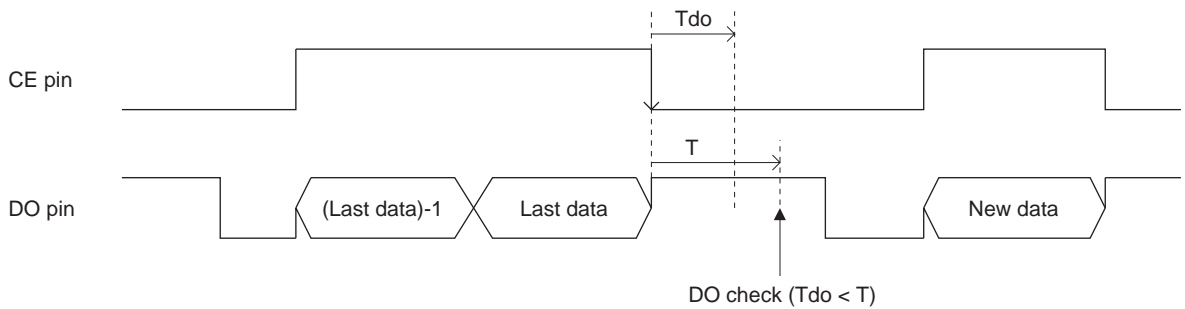 Tdo
CE pin
T
DO pin
(Last data)-1
Last data
New data
DO check (Tdo < T)